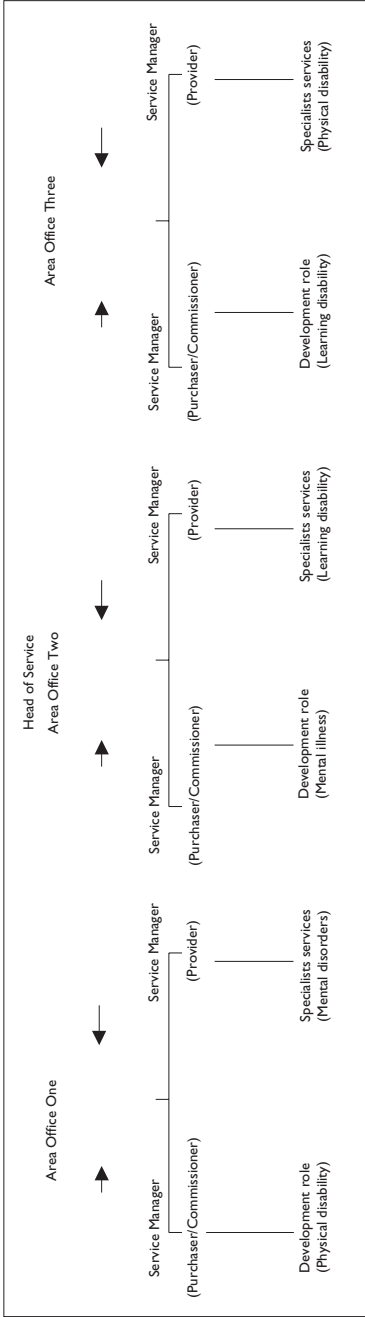 Head of Service
Area Office One
Area Office Two
Area Office Three
Service Manager
(Purchaser/Commissioner)
Service Manager
(Provider)
Service Manager
(Purchaser/Commissioner)
Service Manager
(Provider)
Service Manager
(Purchaser/Commissioner)
Service Manager
(Provider)
Development role
(Physical disability)
Specialists services
(Mental disorders)
Development role
(Mental illness)
Specialists services
(Learning disability)
Development role
(Learning disability)
Specialists services
(Physical disability)